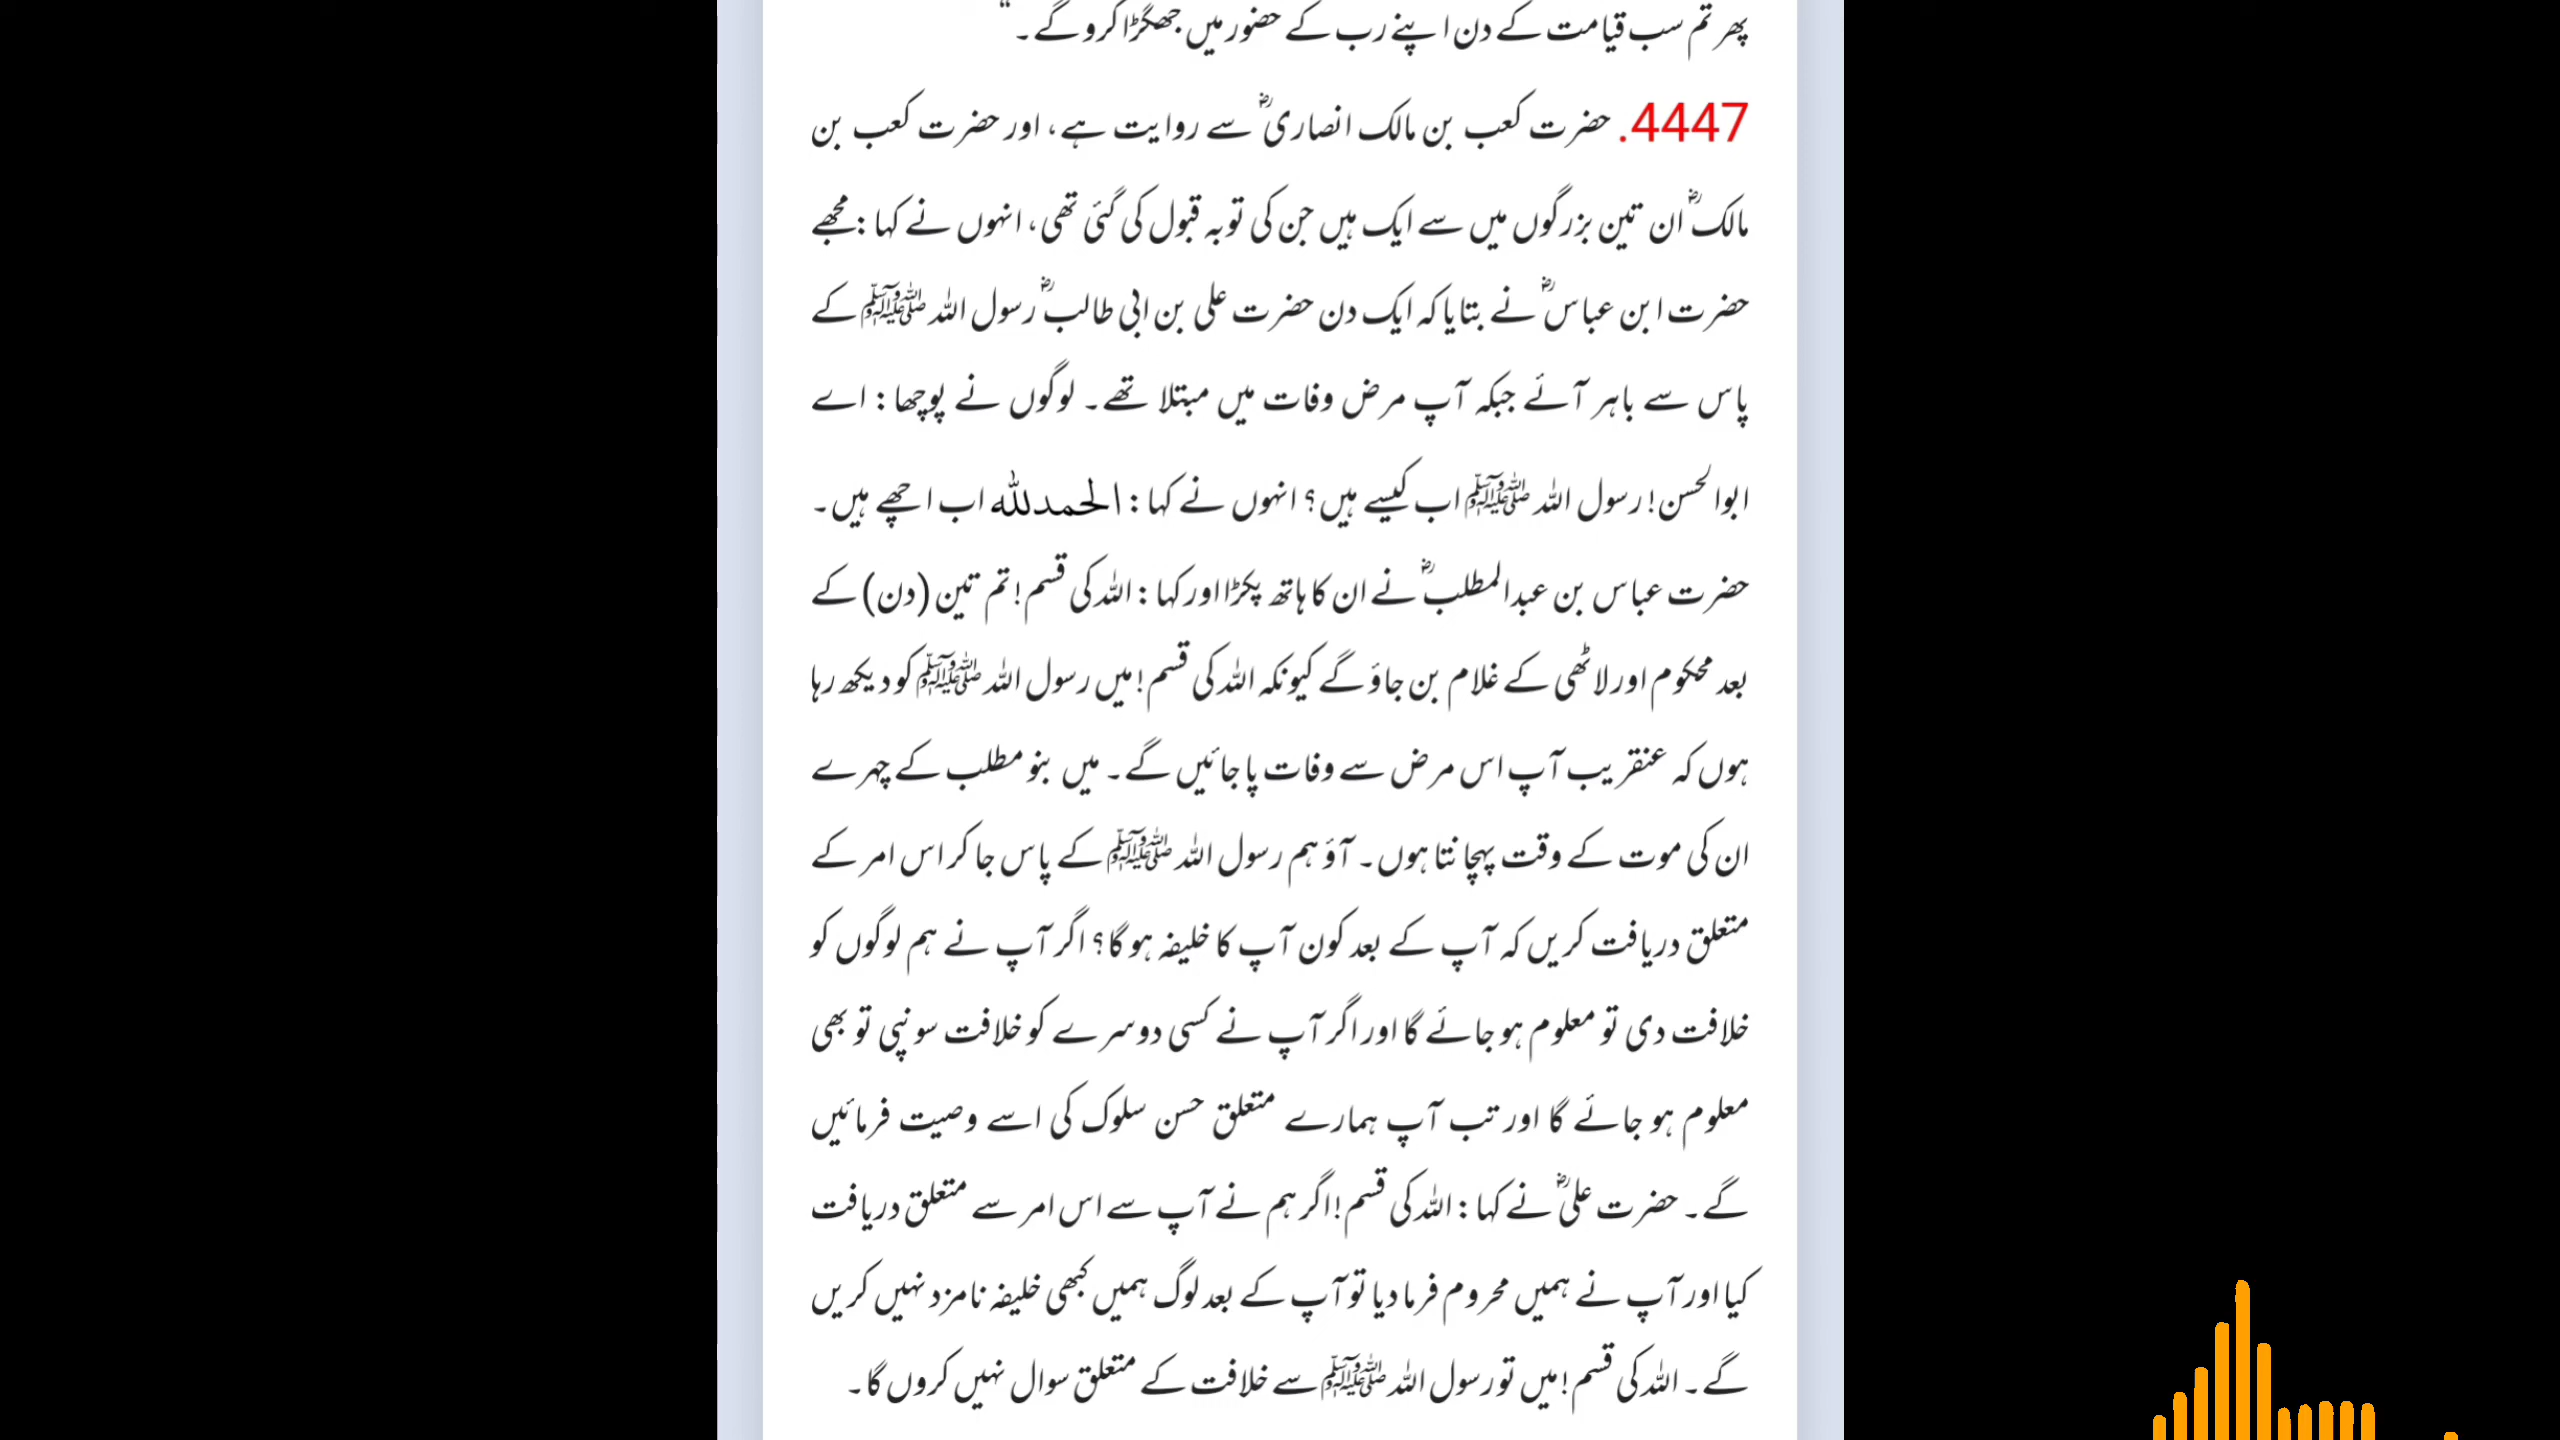 پھر تم سب قیامت کے دن اپنے رب کے حضور میں جھگڑا کرو گے۔“
4447. حضرت کعب بن مالک انصاریؓ سے روایت ہے، اور حضرت کعب بن
مالکؓ ان تین بزرگوں میں سے ایک ہیں جن کی توبہ قبول کی گئی تھی، انہوں نے کہا: مجھے
حضرت ابن عباسؓ نے بتایا کہ ایک دن حضرت علی بن ابی طالبؓ رسول اللہ ﷺ کے
پاس سے باہر آئے جبکہ آپ مرض وفات میں مبتلا تھے۔ لوگوں نے پوچھا: اے
ابوالحسن! رسول اللہ ﷺ اب کیسے ہیں؟ انہوں نے کہا: الحمدللہ اب اچھے ہیں۔
حضرت عباس بن عبدالمطلبؓ نے ان کا ہاتھ پکڑا اور کہا: اللہ کی قسم! تم تین (دن) کے
بعد محکوم اور لاٹھی کے غلام بن جاؤ گے کیونکہ اللہ کی قسم! میں رسول اللہ ﷺ کو دیکھ رہا
ہوں کہ عنقریب آپ اس مرض سے وفات پا جائیں گے۔ میں بنو مطلب کے چہرے
ان کی موت کے وقت پہچانتا ہوں۔ آؤ ہم رسول اللہ ﷺ کے پاس جا کر اس امر کے
متعلق دریافت کریں کہ آپ کے بعد کون آپ کا خلیفہ ہو گا؟ اگر آپ نے ہم لوگوں کو
خلافت دی تو معلوم ہو جائے گا اور اگر آپ نے کسی دوسرے کو خلافت سونپی تو بھی
معلوم ہو جائے گا اور تب آپ ہمارے متعلق حسن سلوک کی اسے وصیت فرمائیں
گے۔ حضرت علیؓ نے کہا: اللہ کی قسم! اگر ہم نے آپ سے اس امر سے متعلق دریافت
کیا اور آپ نے ہمیں محروم فرما دیا تو آپ کے بعد لوگ ہمیں کبھی خلیفہ نامزد نہیں کریں
گے۔ اللہ کی قسم! میں تو رسول اللہ ﷺ سے خلافت کے متعلق سوال نہیں کروں گا۔